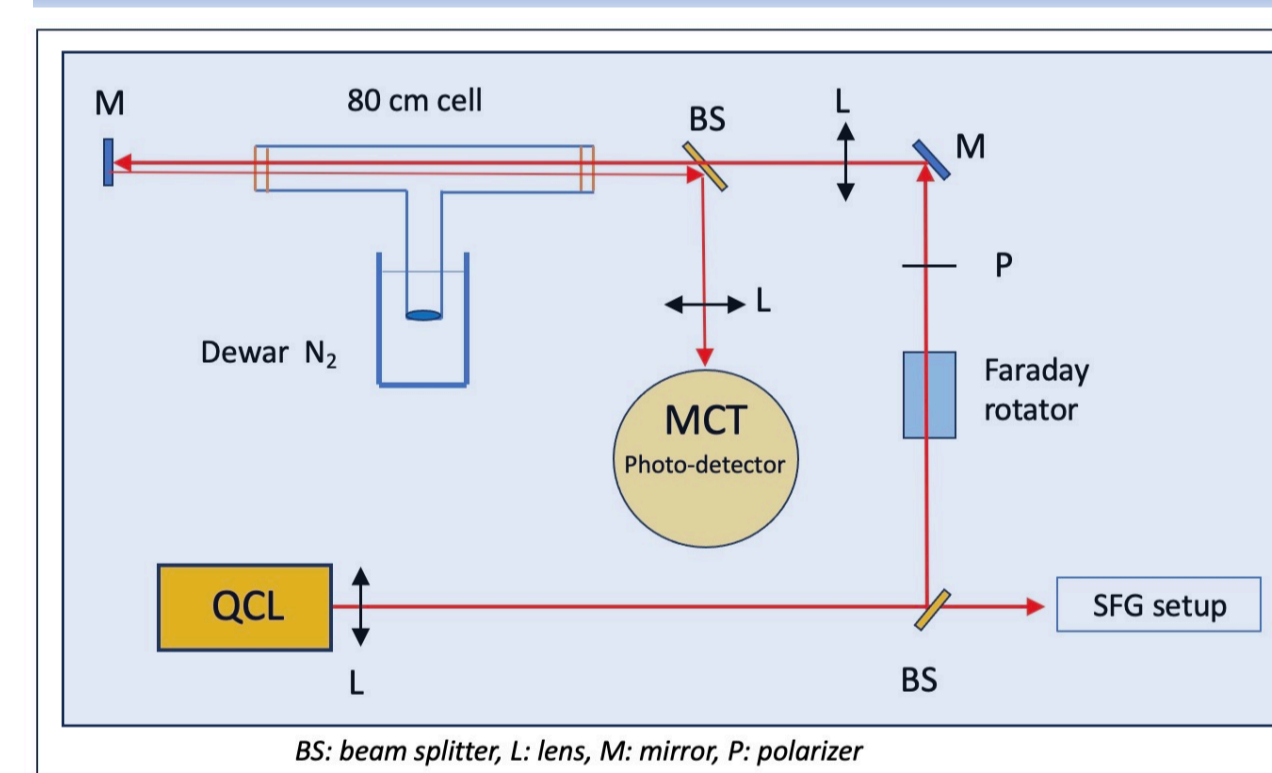 M
80 cm cell
BS
L
M
P
L
Dewar N₂
Faraday
rotator
MCT
Photo-detector
QCL
SFG setup
L
BS
BS: beam splitter, L: lens, M: mirror, P: polarizer